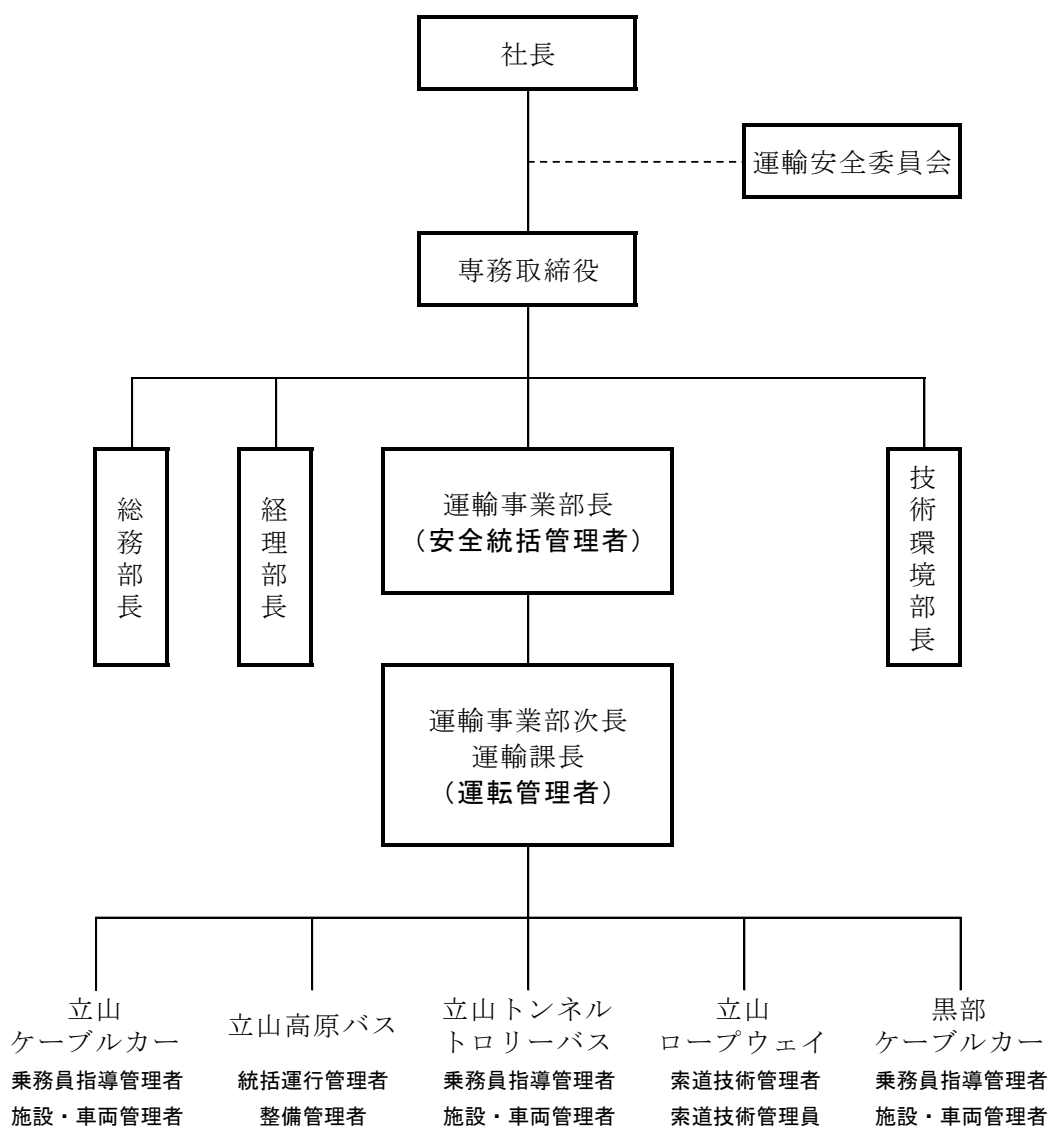 社長
運輸安全委員会
専務取締役
総務部長
経理部長
運輸事業部長
（安全統括管理者）
技術環境部長
運輸事業部次長
運輸課長
（運転管理者）
立山
ケーブルカー
乗務員指導管理者
施設・車両管理者
立山高原バス
統括運行管理者
整備管理者
立山トンネル
トロリーバス
乗務員指導管理者
施設・車両管理者
立山
ロープウェイ
索道技術管理者
索道技術管理員
黒部
ケーブルカー
乗務員指導管理者
施設・車両管理者